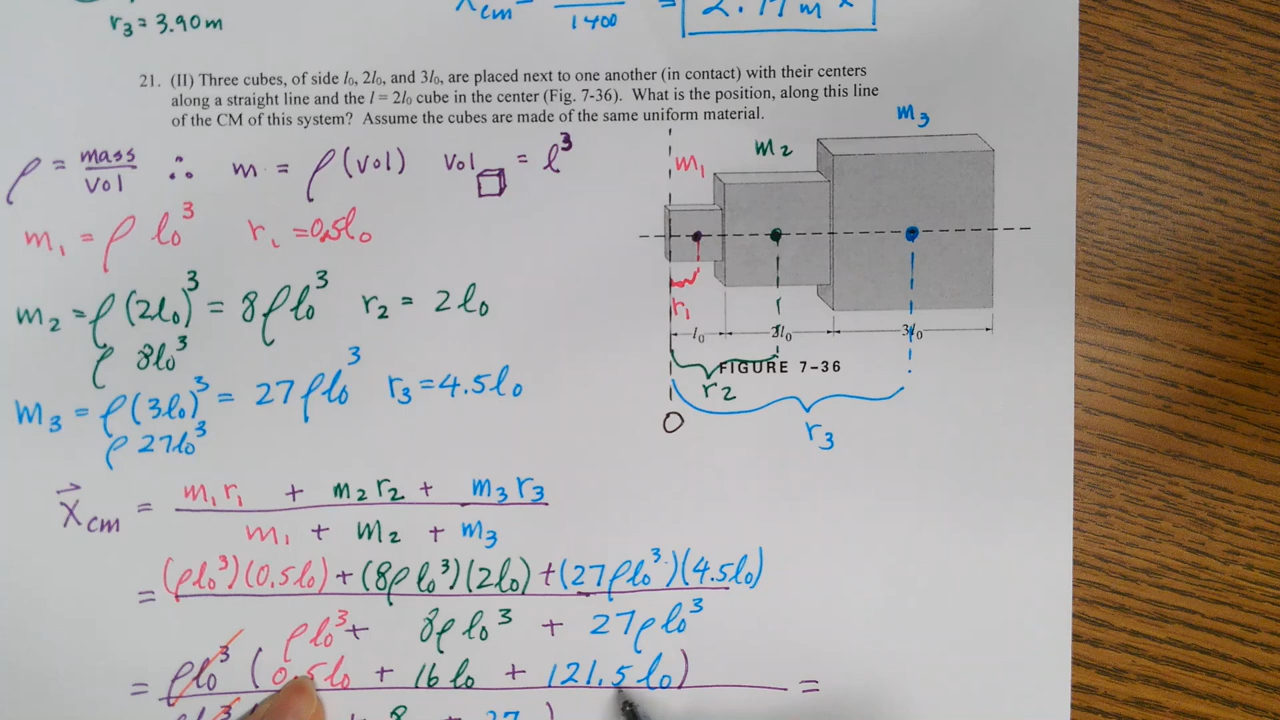 r₃ = 3.90 m
x cm = 1400 = 2.17 m
21. (II) Three cubes, of side l₀, 2l₀, and 3l₀, are placed next to one another (in contact) with their centers
along a straight line and the l = 2l₀ cube in the center (Fig. 7-36). What is the position, along this line
of the CM of this system? Assume the cubes are made of the same uniform material.
ρ = mass/vol ∴ m = ρ(vol) Vol = l³
m₁ = ρ l₀³ r₁ = 0.5l₀
m₂ = ρ(2l₀)³ = 8ρl₀³ r₂ = 2l₀
ρ 8l₀³
m₃ = ρ(3l₀)³ = 27ρl₀³ r₃ = 4.5l₀
ρ 27l₀³
m₁
m₂
m₃
r₁
l₀ 2l₀ 3l₀
FIGURE 7-36
r₂
O
r₃
x⃗cm = m₁r₁ + m₂r₂ + m₃r₃
m₁ + m₂ + m₃
= (ρl₀³)(0.5l₀) + (8ρl₀³)(2l₀) + (27ρl₀³)(4.5l₀)
ρl₀³ + 8ρl₀³ + 27ρl₀³
= ρl₀³ (0.5l₀ + 16l₀ + 121.5l₀) =
+ 8 + 27 )